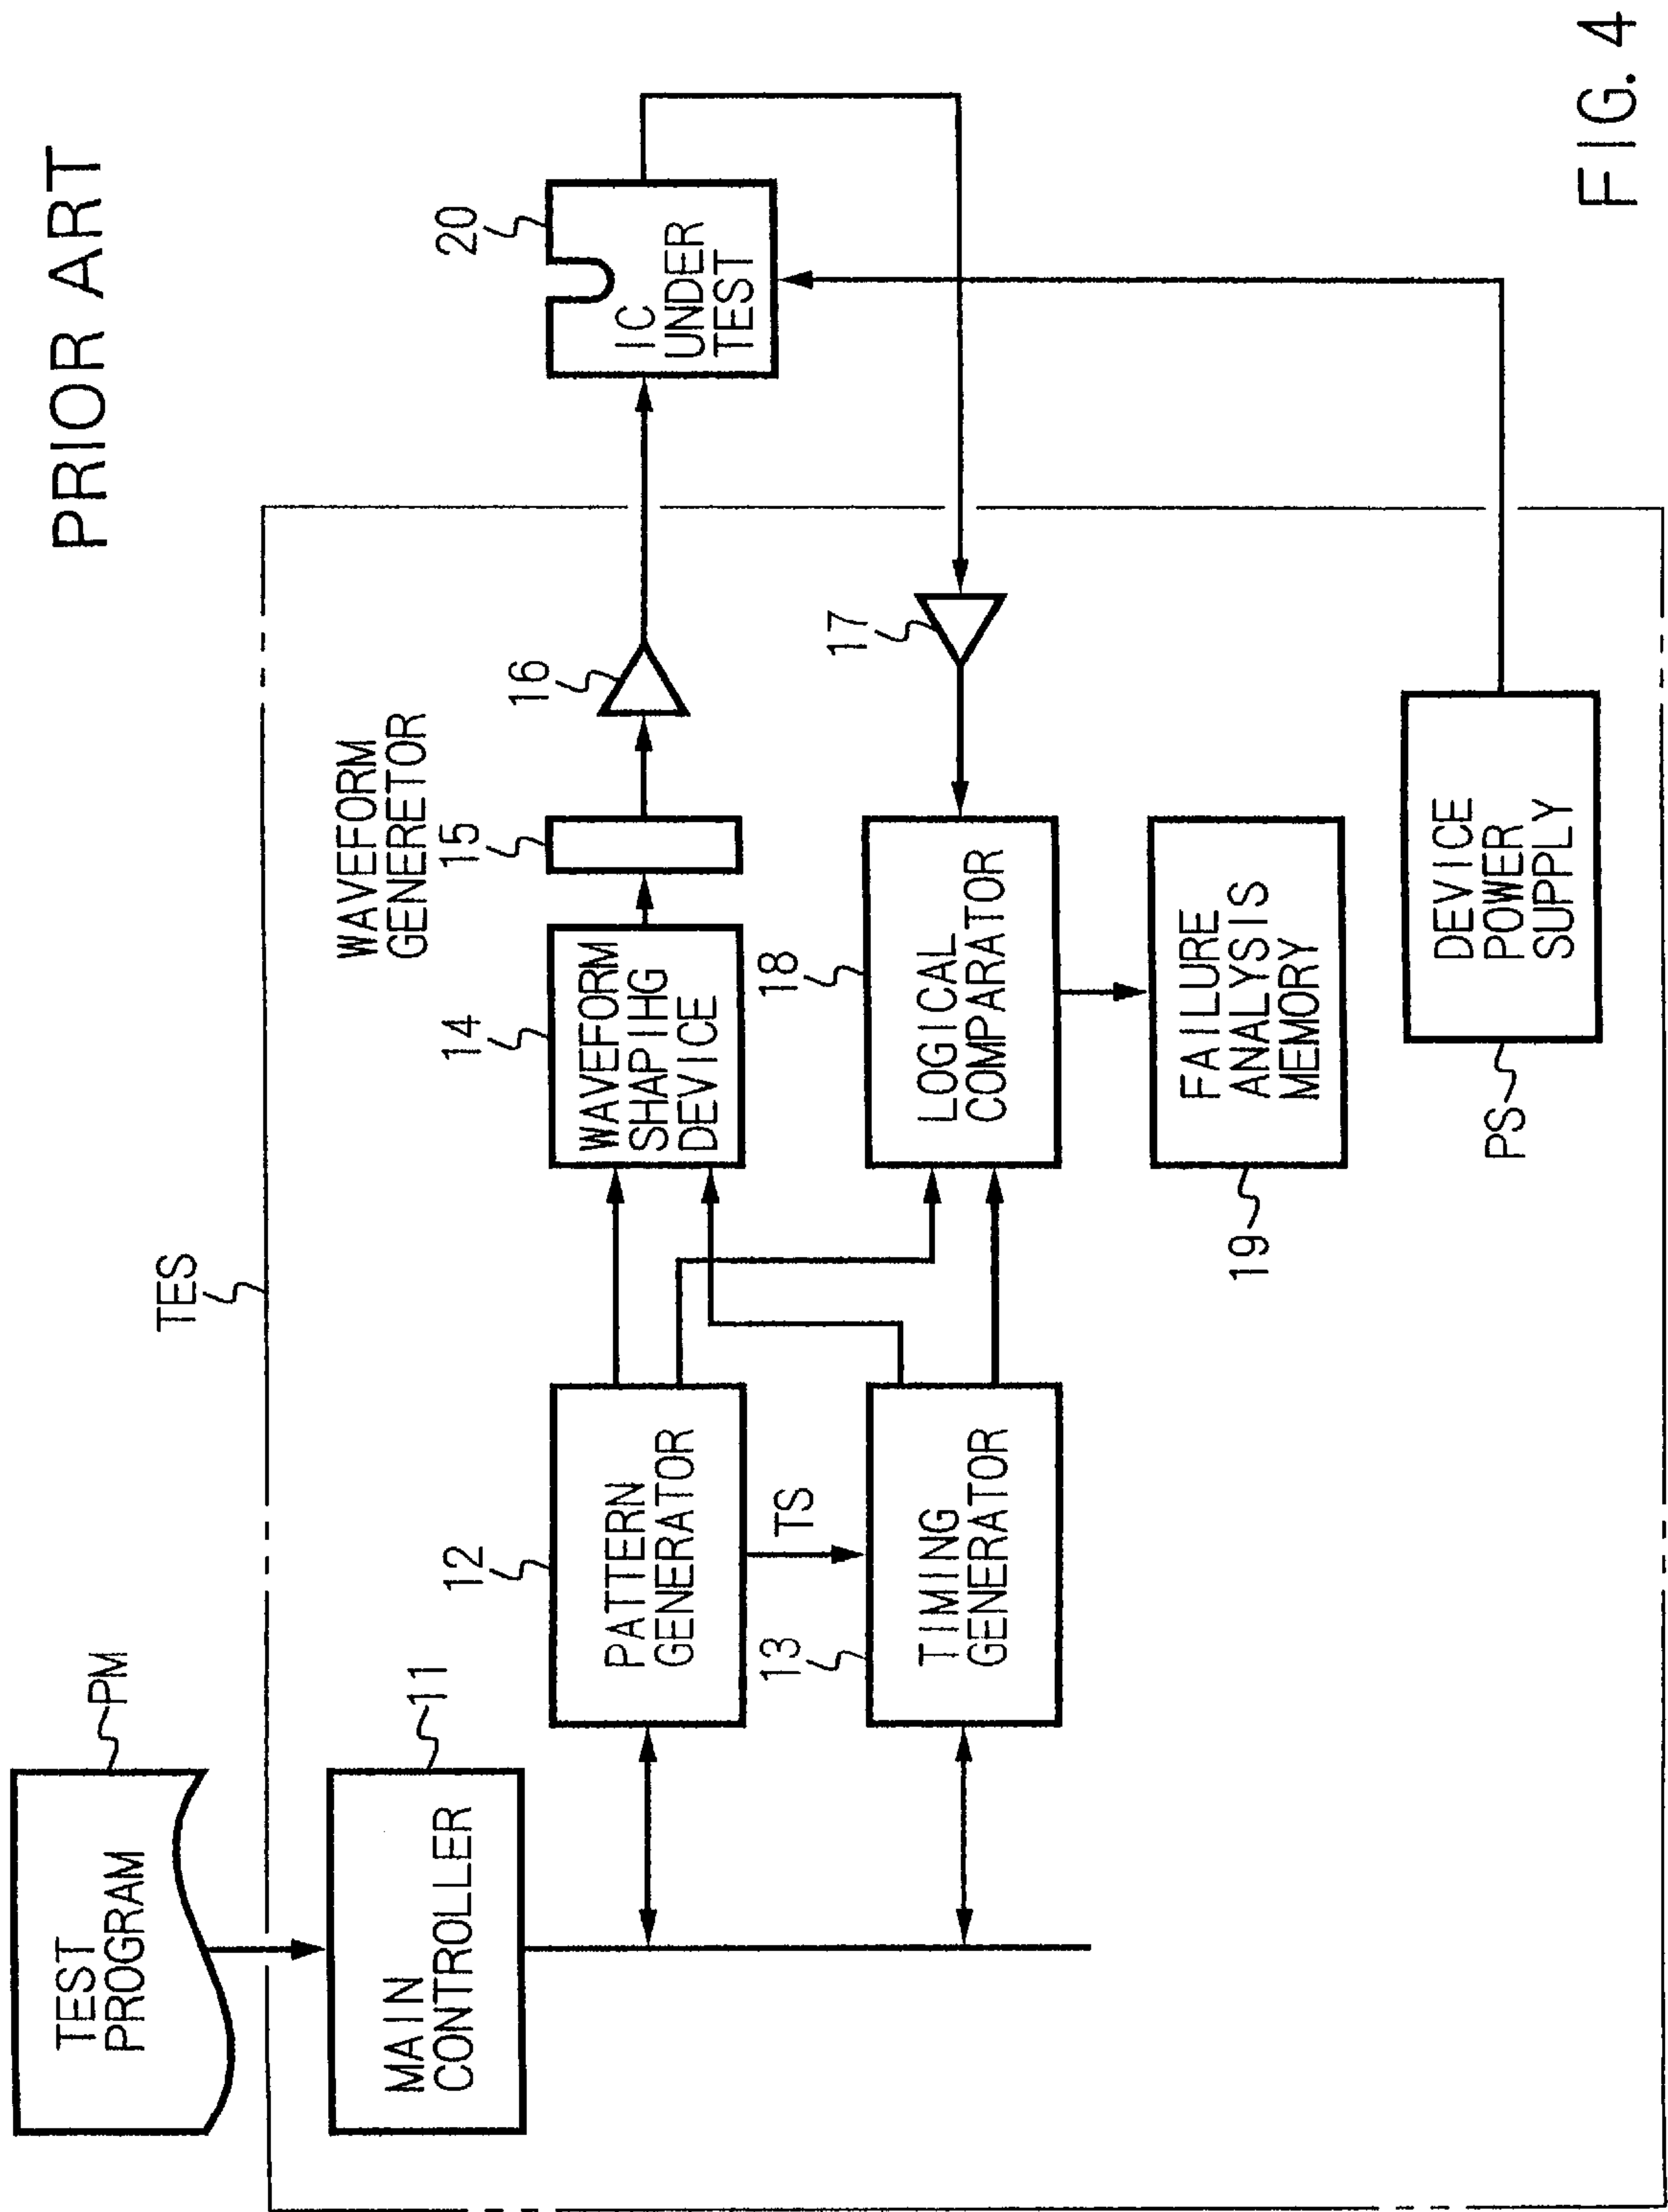 PRIOR ART
TEST
PROGRAM
PM
TES
MAIN
CONTROLLER
11
PATTERN
GENERATOR
12
TS
TIMING
GENERATOR
13
WAVEFORM
SHAPIHG
DEVICE
14
WAVEFORM
GENERETOR
15
16
IC
UNDER
TEST
20
17
LOGICAL
COMPARATOR
18
FAILURE
ANALYSIS
MEMORY
19
DEVICE
POWER
SUPPLY
PS
FIG. 4